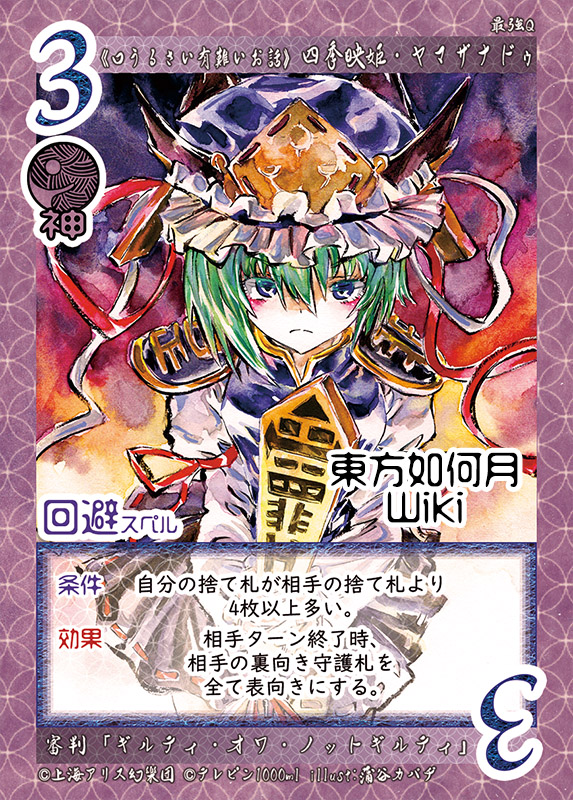 最強Q
3
《口うるさい有難いお話》 四季映姫・ヤマザナドゥ
神
東方如何月
Wiki
回避スペル
条件 自分の捨て札が相手の捨て札より
4枚以上多い。
効果 相手ターン終了時、
相手の裏向き守護札を
全て表向きにする。
3
審判「ギルティ・オワ・ノットギルティ」
©上海アリス幻樂団 ©テレピン1000ml illust:蒲谷カバヂ